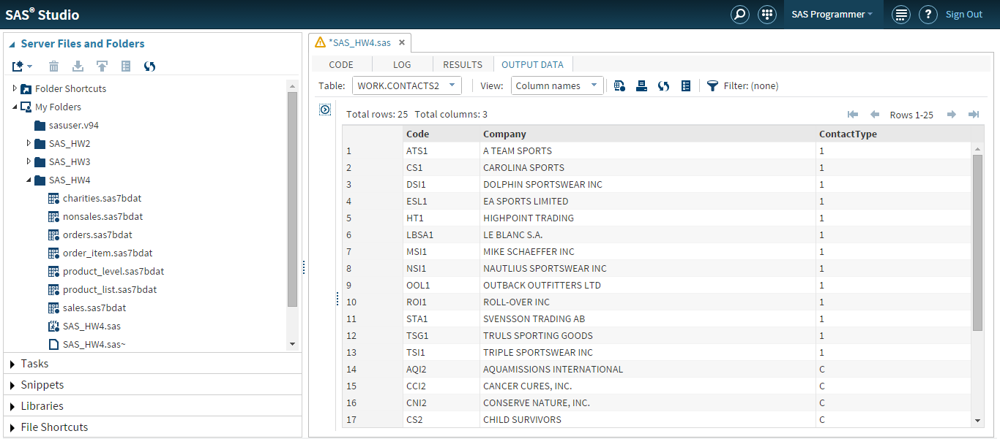 SAS® Studio
SAS Programmer
?
Sign Out
Server Files and Folders
Folder Shortcuts
My Folders
sasuser.v94
SAS_HW2
SAS_HW3
SAS_HW4
charities.sas7bdat
nonsales.sas7bdat
orders.sas7bdat
order_item.sas7bdat
product_level.sas7bdat
product_list.sas7bdat
sales.sas7bdat
SAS_HW4.sas
SAS_HW4.sas~
Tasks
Snippets
Libraries
File Shortcuts
*SAS_HW4.sas
CODE LOG RESULTS OUTPUT DATA
Table: WORK.CONTACTS2 View: Column names Filter: (none)
Total rows: 25 Total columns: 3 Rows 1-25
Code Company ContactType
1 ATS1 A TEAM SPORTS 1
2 CS1 CAROLINA SPORTS 1
3 DSI1 DOLPHIN SPORTSWEAR INC 1
4 ESL1 EA SPORTS LIMITED 1
5 HT1 HIGHPOINT TRADING 1
6 LBSA1 LE BLANC S.A. 1
7 MSI1 MIKE SCHAEFFER INC 1
8 NSI1 NAUTLIUS SPORTSWEAR INC 1
9 OOL1 OUTBACK OUTFITTERS LTD 1
10 ROI1 ROLL-OVER INC 1
11 STA1 SVENSSON TRADING AB 1
12 TSG1 TRULS SPORTING GOODS 1
13 TSI1 TRIPLE SPORTSWEAR INC 1
14 AQI2 AQUAMISSIONS INTERNATIONAL C
15 CCI2 CANCER CURES, INC. C
16 CNI2 CONSERVE NATURE, INC. C
17 CS2 CHILD SURVIVORS C